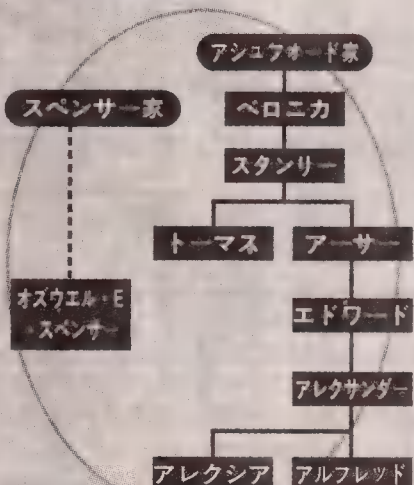 アシュフォード家
スペンサー家
ベロニカ
スタンリー
トーマス
アーサー
オズウエル・E
・スペンサー
エドワード
アレクサンダー
アレクシア
アルフレッド